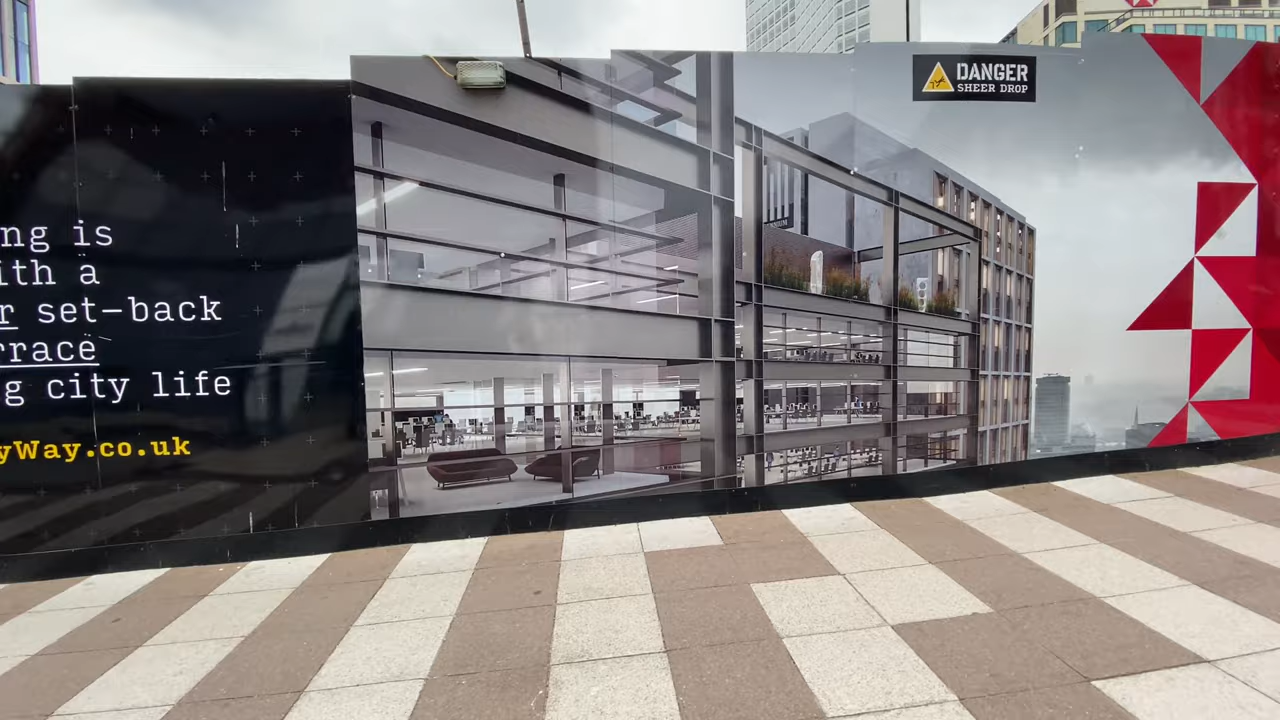 ng is
ith a
r set-back
rrace
g city life
yWay.co.uk
DANGER
SHEER DROP